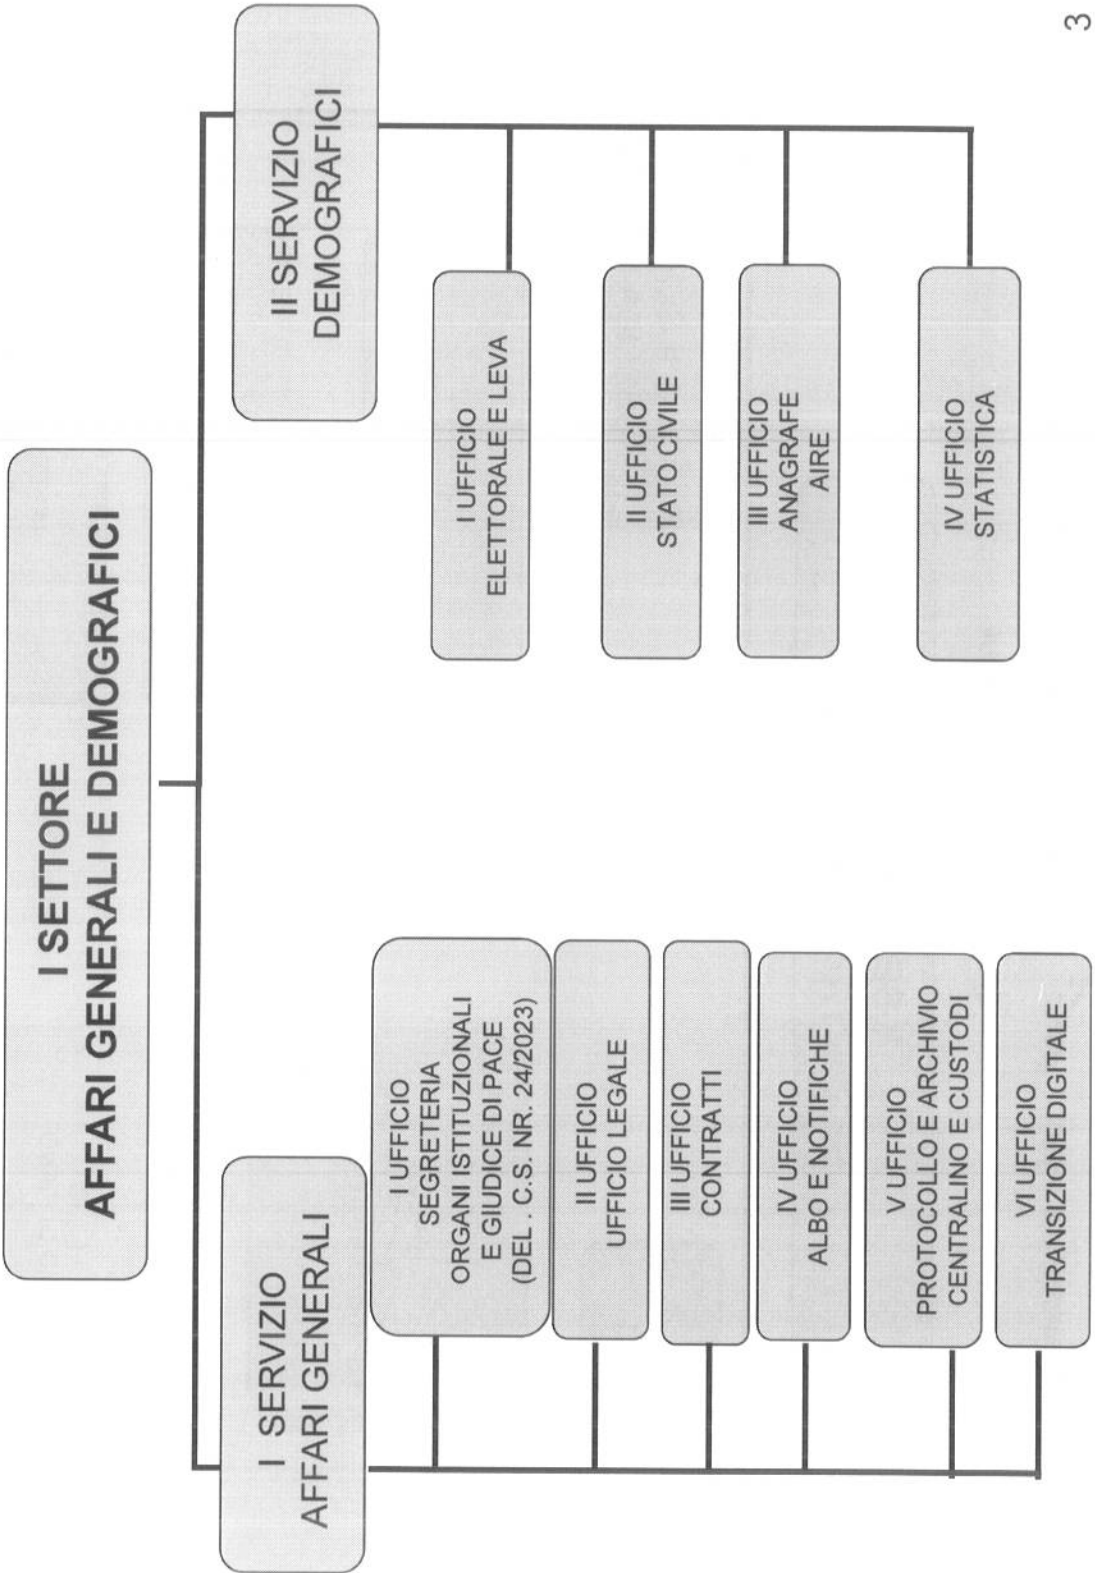 I SETTORE
AFFARI GENERALI E DEMOGRAFICI
I SERVIZIO
AFFARI GENERALI
I UFFICIO
SEGRETERIA
ORGANI ISTITUZIONALI
E GIUDICE DI PACE
(DEL . C.S. NR. 24/2023)
II UFFICIO
UFFICIO LEGALE
III UFFICIO
CONTRATTI
IV UFFICIO
ALBO E NOTIFICHE
V UFFICIO
PROTOCOLLO E ARCHIVIO
CENTRALINO E CUSTODI
VI UFFICIO
TRANSIZIONE DIGITALE
II SERVIZIO
DEMOGRAFICI
I UFFICIO
ELETTORALE E LEVA
II UFFICIO
STATO CIVILE
III UFFICIO
ANAGRAFE
AIRE
IV UFFICIO
STATISTICA
3